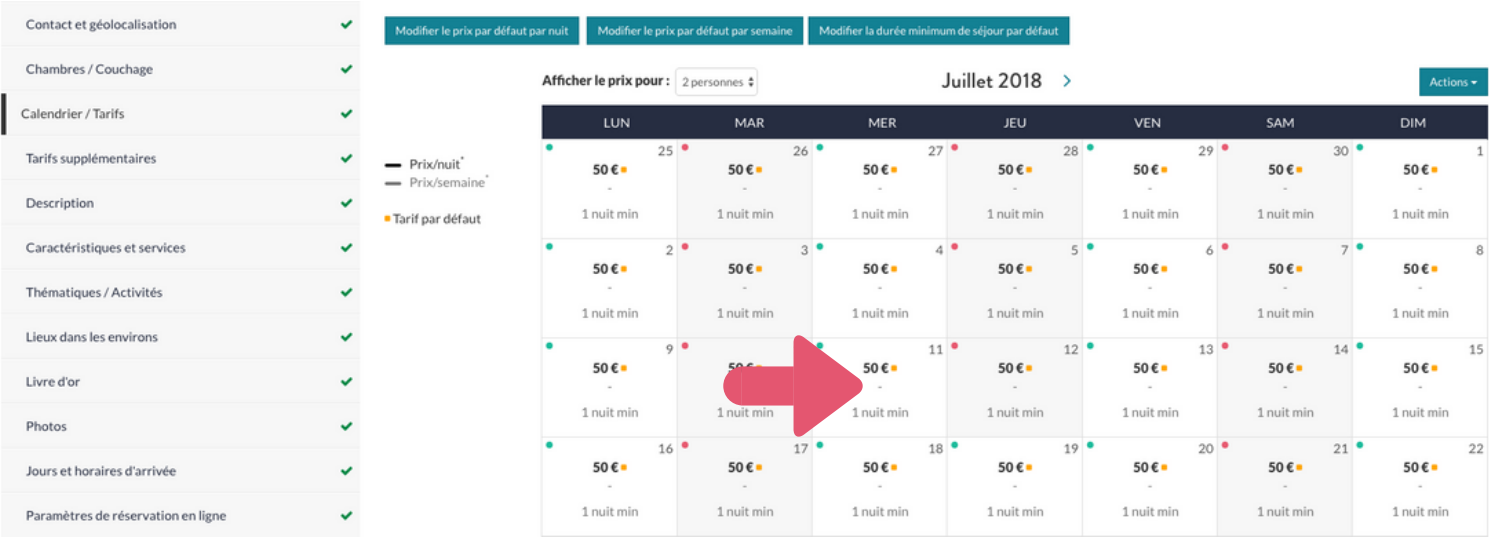 Contact et géolocalisation
Chambres / Couchage
Calendrier / Tarifs
Tarifs supplémentaires
Description
Caractéristiques et services
Thématiques / Activités
Lieux dans les environs
Livre d'or
Photos
Jours et horaires d'arrivée
Paramètres de réservation en ligne
Modifier le prix par défaut par nuit Modifier le prix par défaut par semaine Modifier la durée minimum de séjour par défaut
Afficher le prix pour : 2 personnes Juillet 2018 > Actions
Prix/nuit*
Prix/semaine*
Tarif par défaut
LUN MAR MER JEU VEN SAM DIM
25 26 27 28 29 30 1
50 € 50 € 50 € 50 € 50 € 50 € 50 €
- - - - - - -
1 nuit min 1 nuit min 1 nuit min 1 nuit min 1 nuit min 1 nuit min 1 nuit min
2 3 4 5 6 7 8
50 € 50 € 50 € 50 € 50 € 50 € 50 €
- - - - - - -
1 nuit min 1 nuit min 1 nuit min 1 nuit min 1 nuit min 1 nuit min 1 nuit min
9 11 12 13 14 15
50 € 50 € 50 € 50 € 50 € 50 €
- - - - - -
1 nuit min 1 nuit min 1 nuit min 1 nuit min 1 nuit min 1 nuit min 1 nuit min
16 17 18 19 20 21 22
50 € 50 € 50 € 50 € 50 € 50 € 50 €
- - - - - - -
1 nuit min 1 nuit min 1 nuit min 1 nuit min 1 nuit min 1 nuit min 1 nuit min